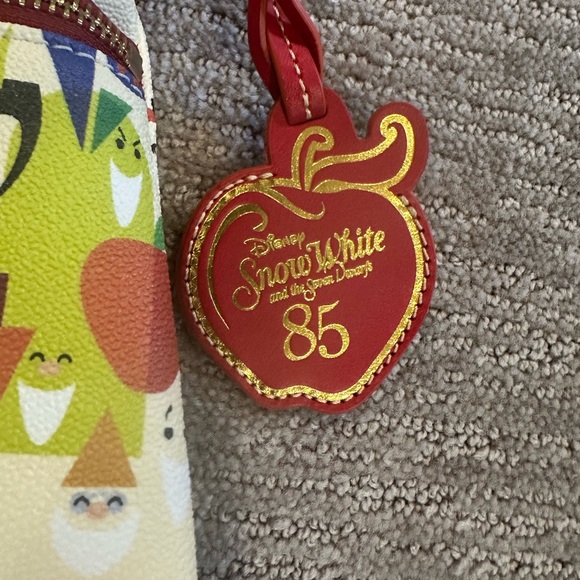 Disney
Snow White
and the Seven Dwarfs
85